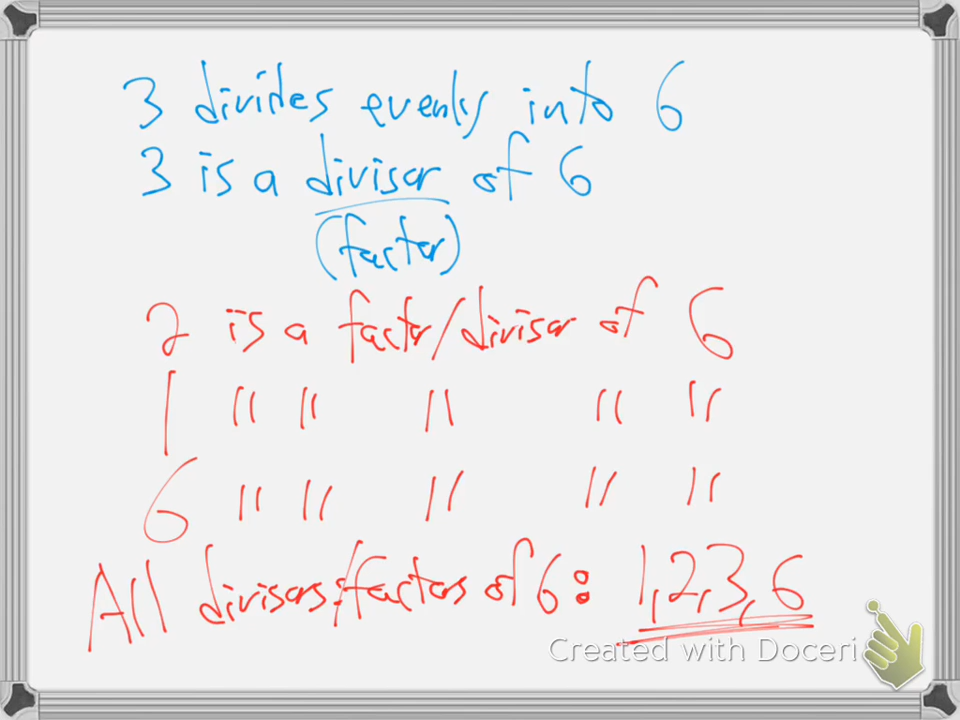 3 divides evenly into 6
3 is a divisor of 6
(factor)
2 is a factor/divisor of 6
1 " " " " "
6 " " " " "
All divisors/factors of 6: 1,2,3,6
Created with Doceri